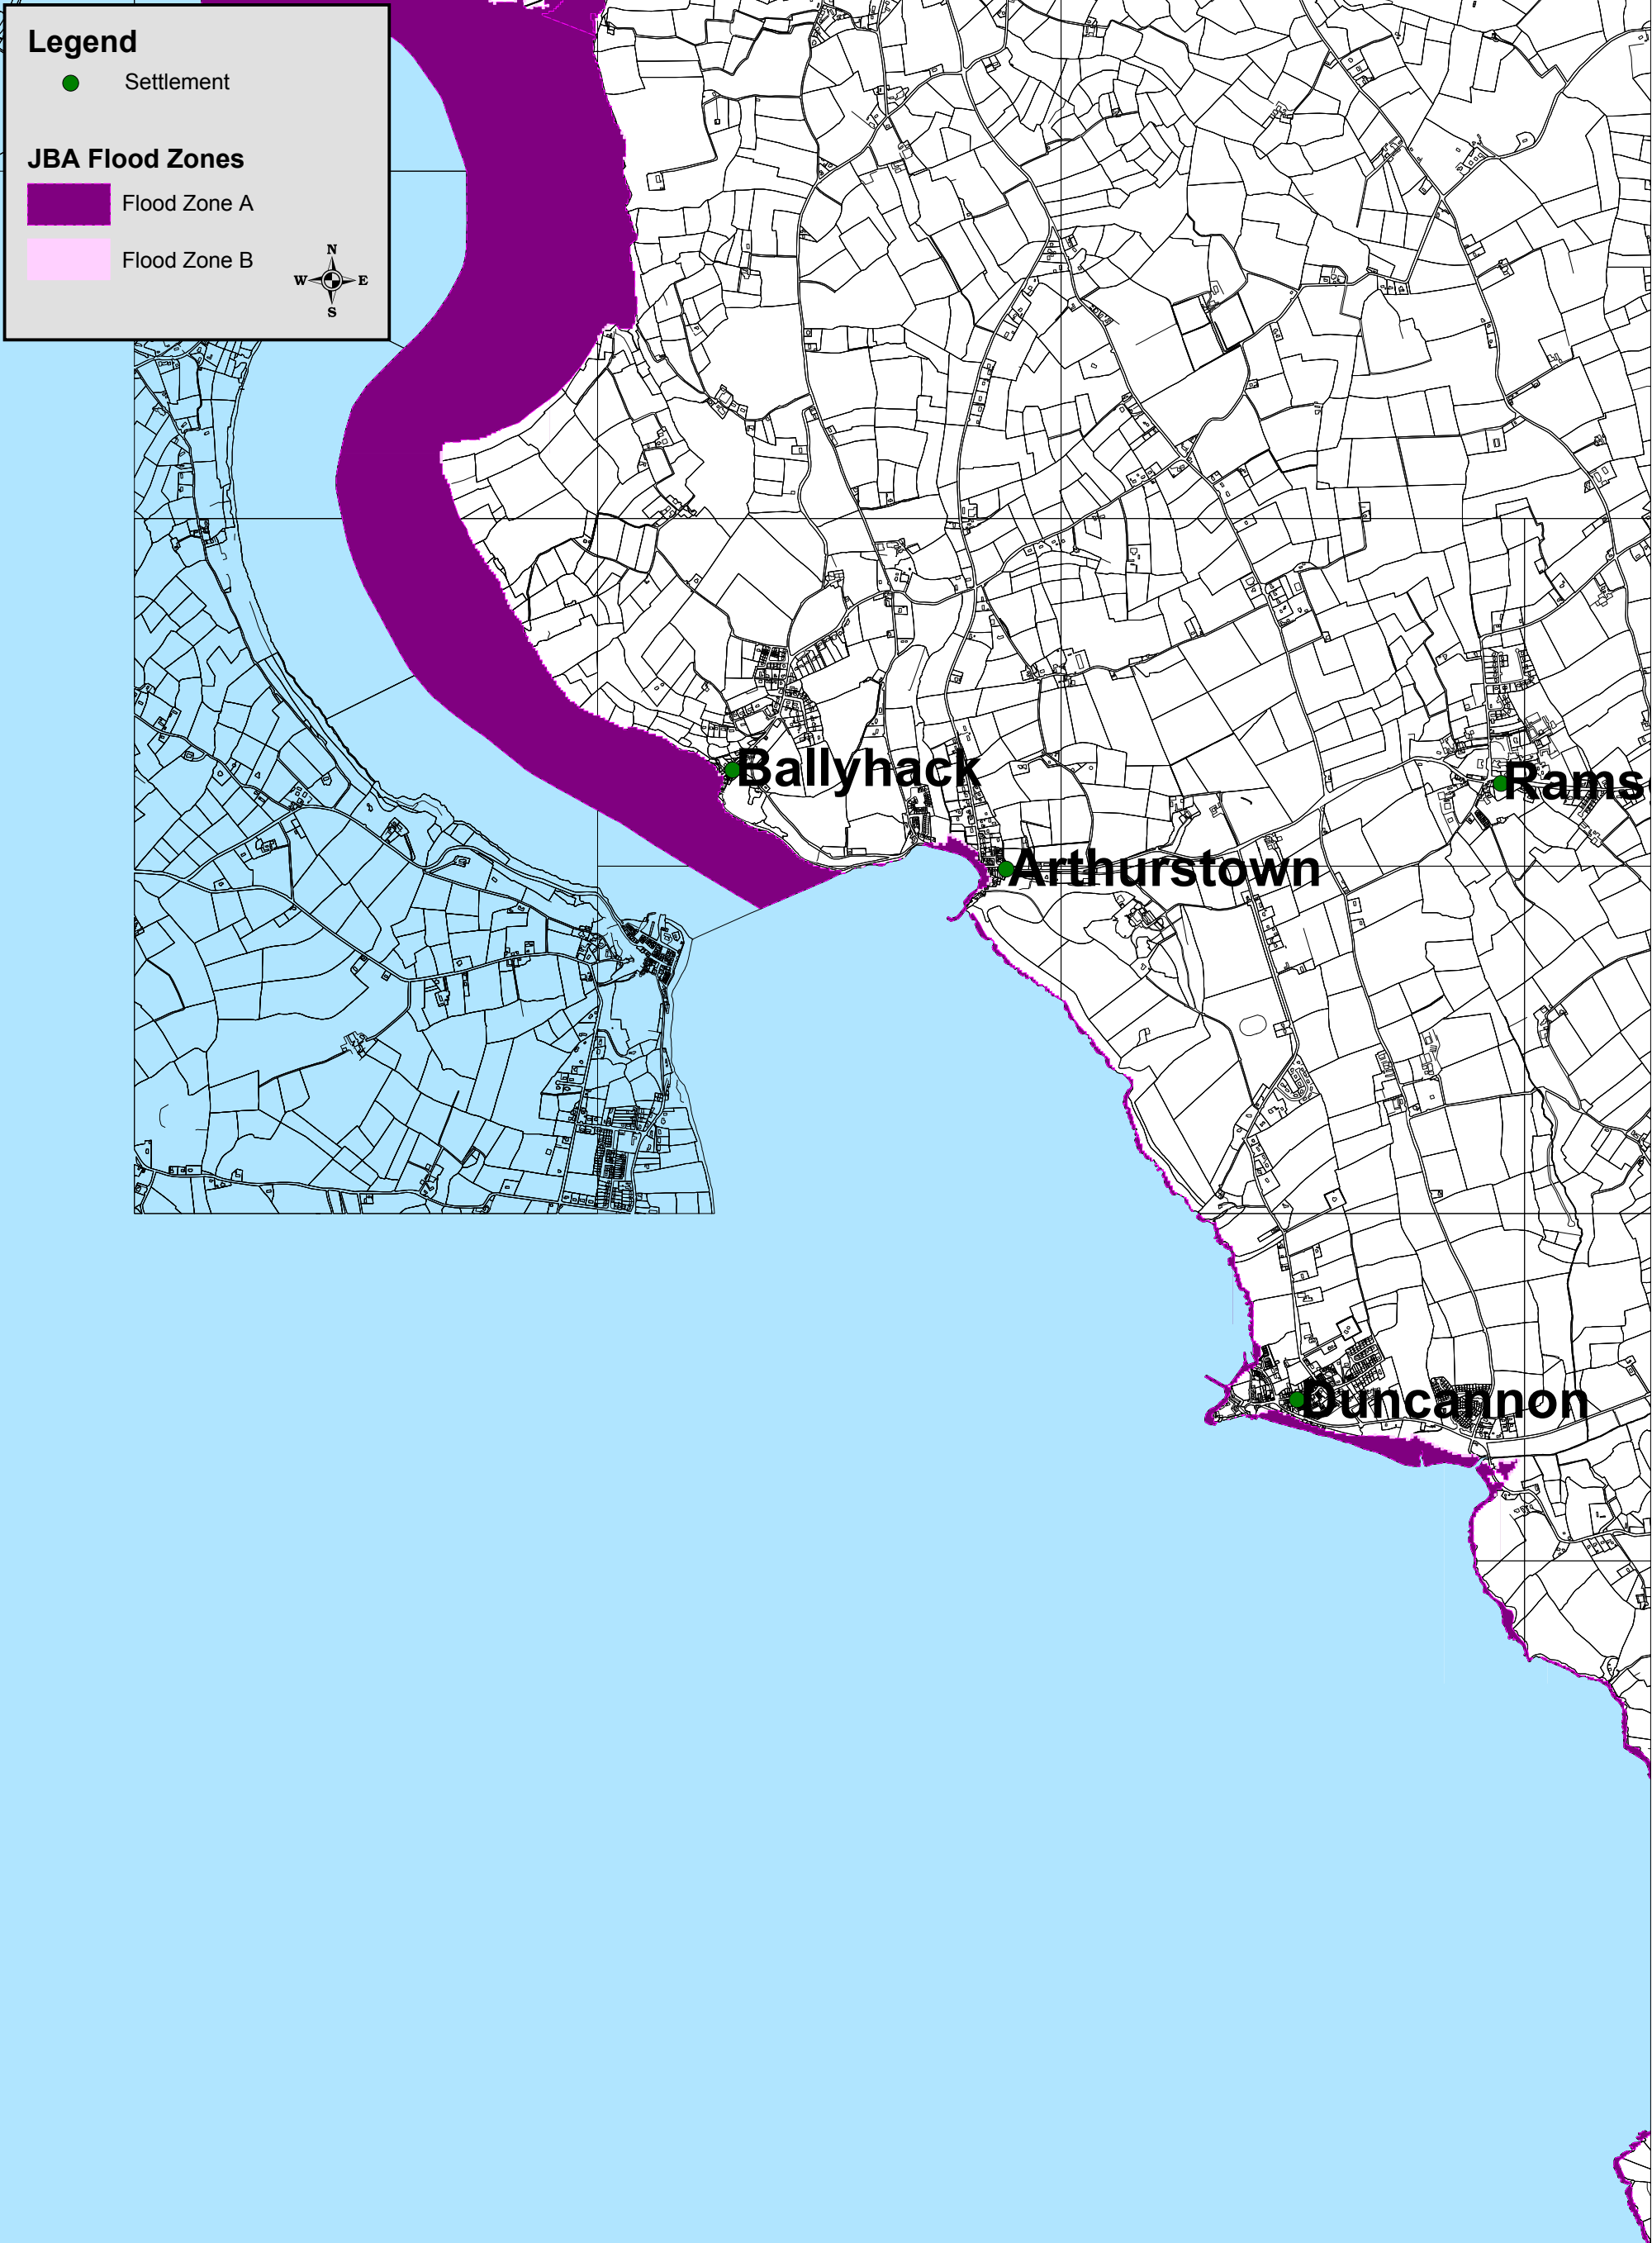 Legend
Settlement
JBA Flood Zones
Flood Zone A
Flood Zone B
N
W E
S
Ballyhack
Rams
Arthurstown
Duncannon